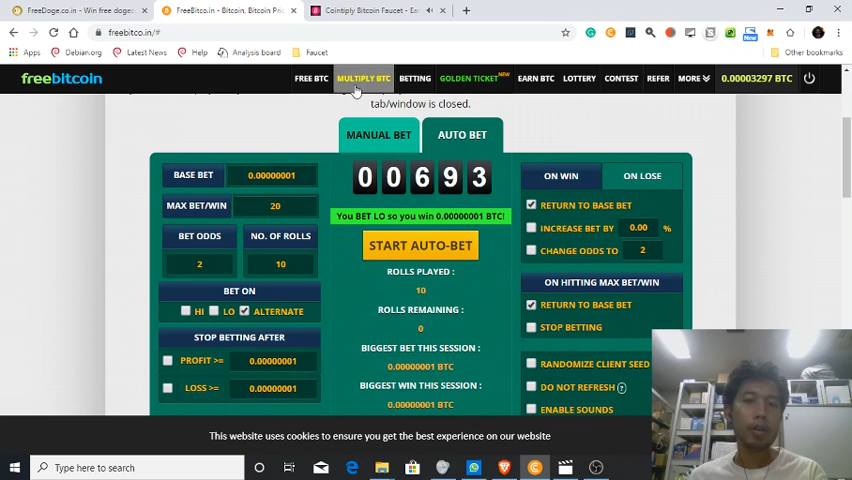 FreeDoge.co.in - Win free dogec
FreeBitco.in - Bitcoin, Bitcoin Pric
Cointiply Bitcoin Faucet - Ea
freebitco.in/#
Apps
Debian.org
Latest News
Help
Analysis board
Faucet
Other bookmarks
freebitcoin
FREE BTC
MULTIPLY BTC
BETTING
GOLDEN TICKET NEW
EARN BTC
LOTTERY
CONTEST
REFER
MORE
0.00003297 BTC
tab/window is closed.
MANUAL BET
AUTO BET
BASE BET
0.00000001
MAX BET/WIN
20
BET ODDS
NO. OF ROLLS
2
10
BET ON
HI
LO
ALTERNATE
STOP BETTING AFTER
PROFIT >=
0.00000001
LOSS >=
0.00000001
00693
You BET LO so you win 0.00000001 BTC!
START AUTO-BET
ROLLS PLAYED :
10
ROLLS REMAINING :
0
BIGGEST BET THIS SESSION :
0.00000001 BTC
BIGGEST WIN THIS SESSION :
0.00000001 BTC
ON WIN
ON LOSE
RETURN TO BASE BET
INCREASE BET BY
0.00
%
CHANGE ODDS TO
2
ON HITTING MAX BET/WIN
RETURN TO BASE BET
STOP BETTING
RANDOMIZE CLIENT SEED
DO NOT REFRESH ?
ENABLE SOUNDS
This website uses cookies to ensure you get the best experience on our website
Type here to search